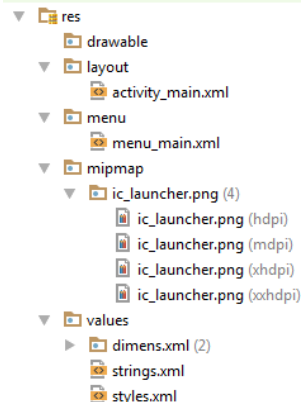 res
drawable
layout
activity_main.xml
menu
menu_main.xml
mipmap
ic_launcher.png (4)
ic_launcher.png (hdpi)
ic_launcher.png (mdpi)
ic_launcher.png (xhdpi)
ic_launcher.png (xxhdpi)
values
dimens.xml (2)
strings.xml
styles.xml